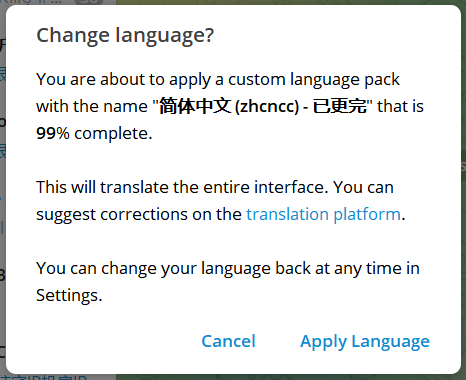 Change language?
You are about to apply a custom language pack
with the name "简体中文 (zhcncc) - 已更完" that is
99% complete.
This will translate the entire interface. You can
suggest corrections on the translation platform.
You can change your language back at any time in
Settings.
Cancel Apply Language